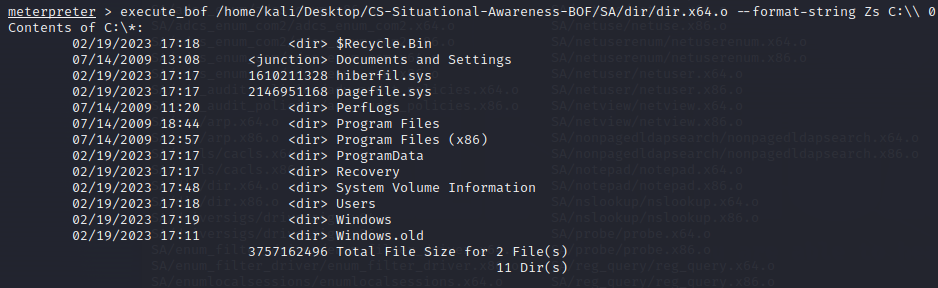 meterpreter > execute_bof /home/kali/Desktop/CS-Situational-Awareness-BOF/SA/dir/dir.x64.o --format-string Zs C:\\ 0
Contents of C:\*:
02/19/2023 17:18 <dir> $Recycle.Bin
07/14/2009 13:08 <junction> Documents and Settings
02/19/2023 17:17 1610211328 hiberfil.sys
02/19/2023 17:17 2146951168 pagefile.sys
07/14/2009 11:20 <dir> PerfLogs
07/14/2009 18:44 <dir> Program Files
07/14/2009 12:57 <dir> Program Files (x86)
02/19/2023 17:17 <dir> ProgramData
02/19/2023 17:17 <dir> Recovery
02/19/2023 17:48 <dir> System Volume Information
02/19/2023 17:18 <dir> Users
02/19/2023 17:19 <dir> Windows
02/19/2023 17:11 <dir> Windows.old
3757162496 Total File Size for 2 File(s)
11 Dir(s)